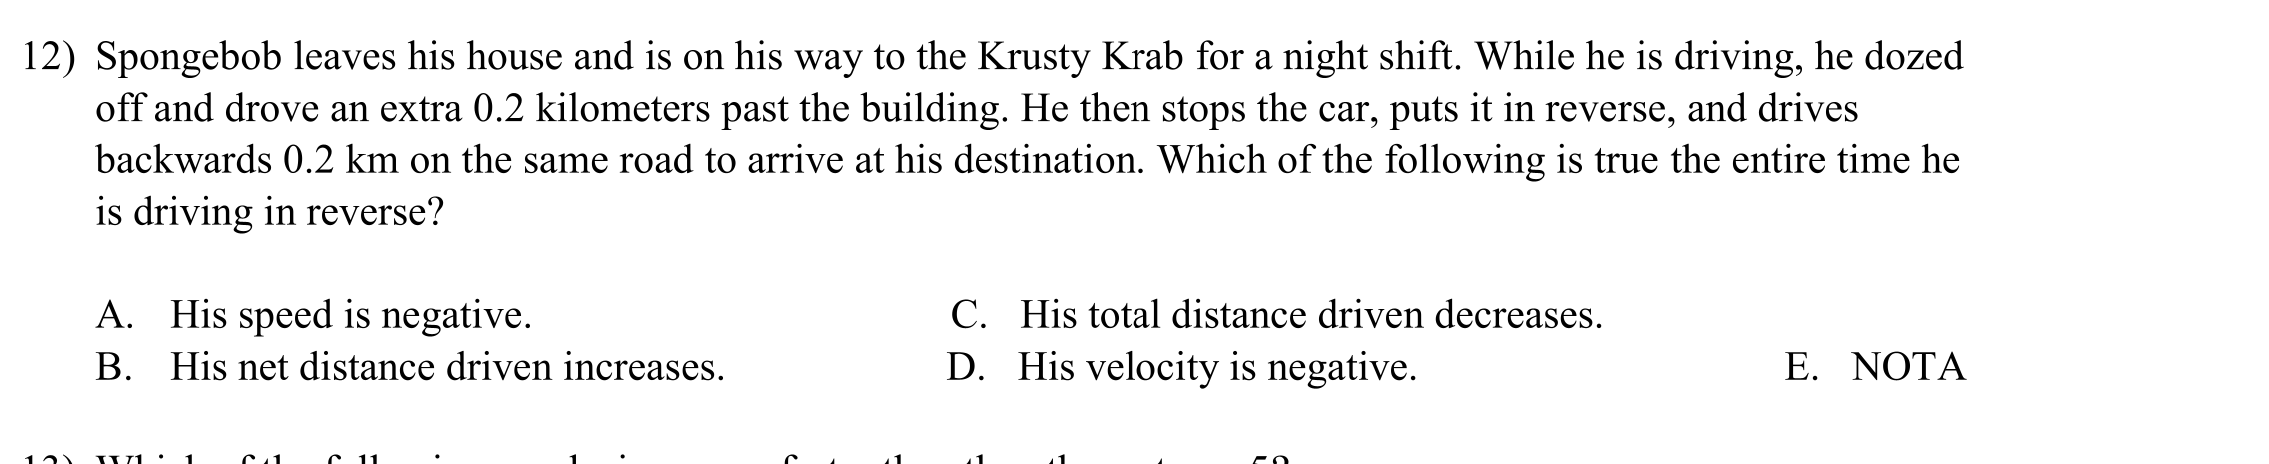 12) Spongebob leaves his house and is on his way to the Krusty Krab for a night shift. While he is driving, he dozed
off and drove an extra 0.2 kilometers past the building. He then stops the car, puts it in reverse, and drives
backwards 0.2 km on the same road to arrive at his destination. Which of the following is true the entire time he
is driving in reverse?
A. His speed is negative. C. His total distance driven decreases.
B. His net distance driven increases. D. His velocity is negative. E. NOTA